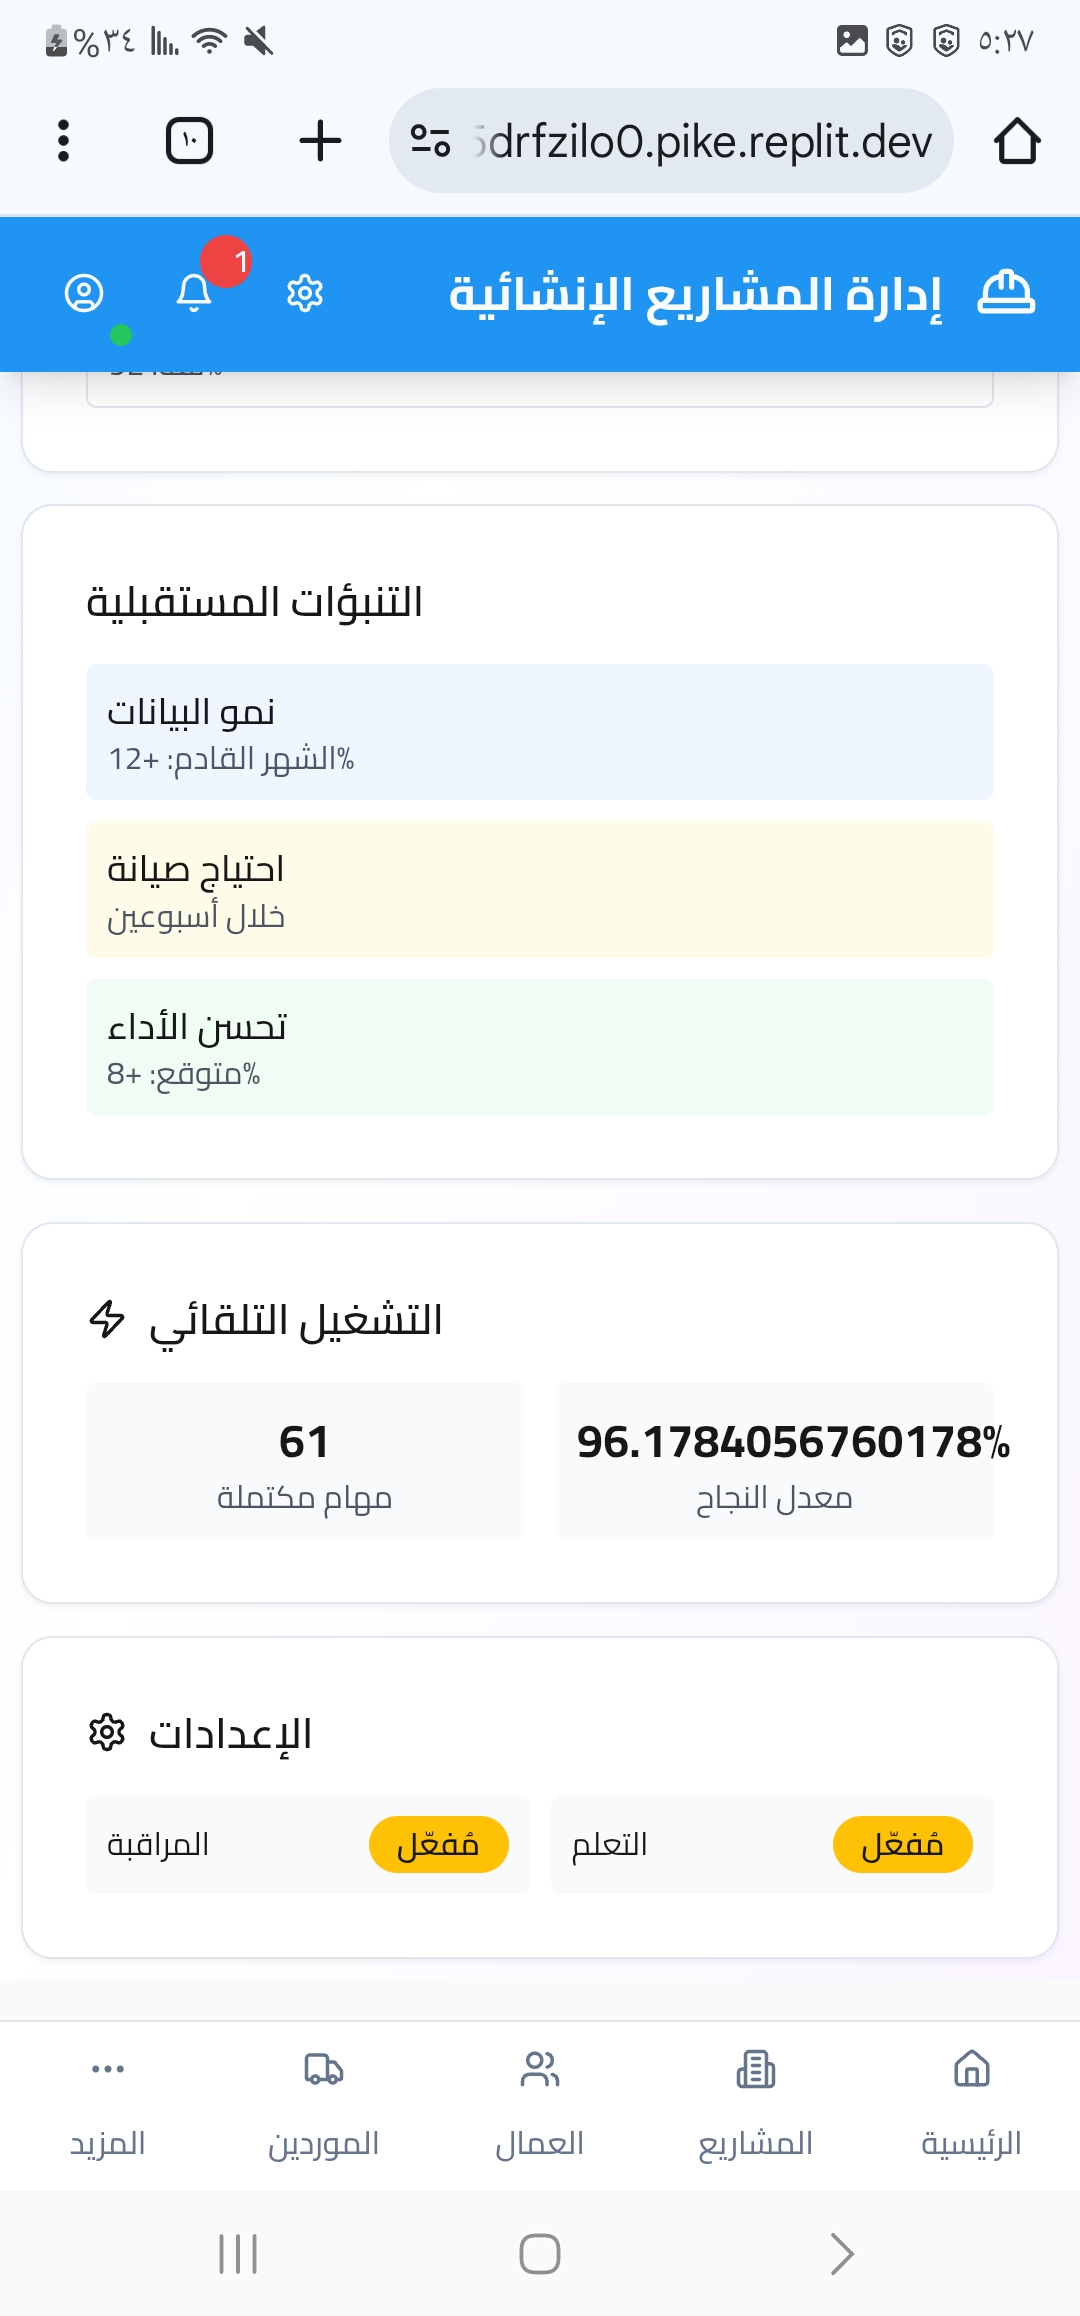 ٥:٢٧
%٣٤
١٠
5drfzilo0.pike.replit.dev
إدارة المشاريع الإنشائية
1
التنبؤات المستقبلية
نمو البيانات
12+ :الشهر القادم%
احتياج صيانة
خلال أسبوعين
تحسن الأداء
8+ :متوقع%
التشغيل التلقائي
96.1784056760178%
معدل النجاح
61
مهام مكتملة
الإعدادات
مُفعّل
التعلم
مُفعّل
المراقبة
الرئيسية
المشاريع
العمال
الموردين
المزيد